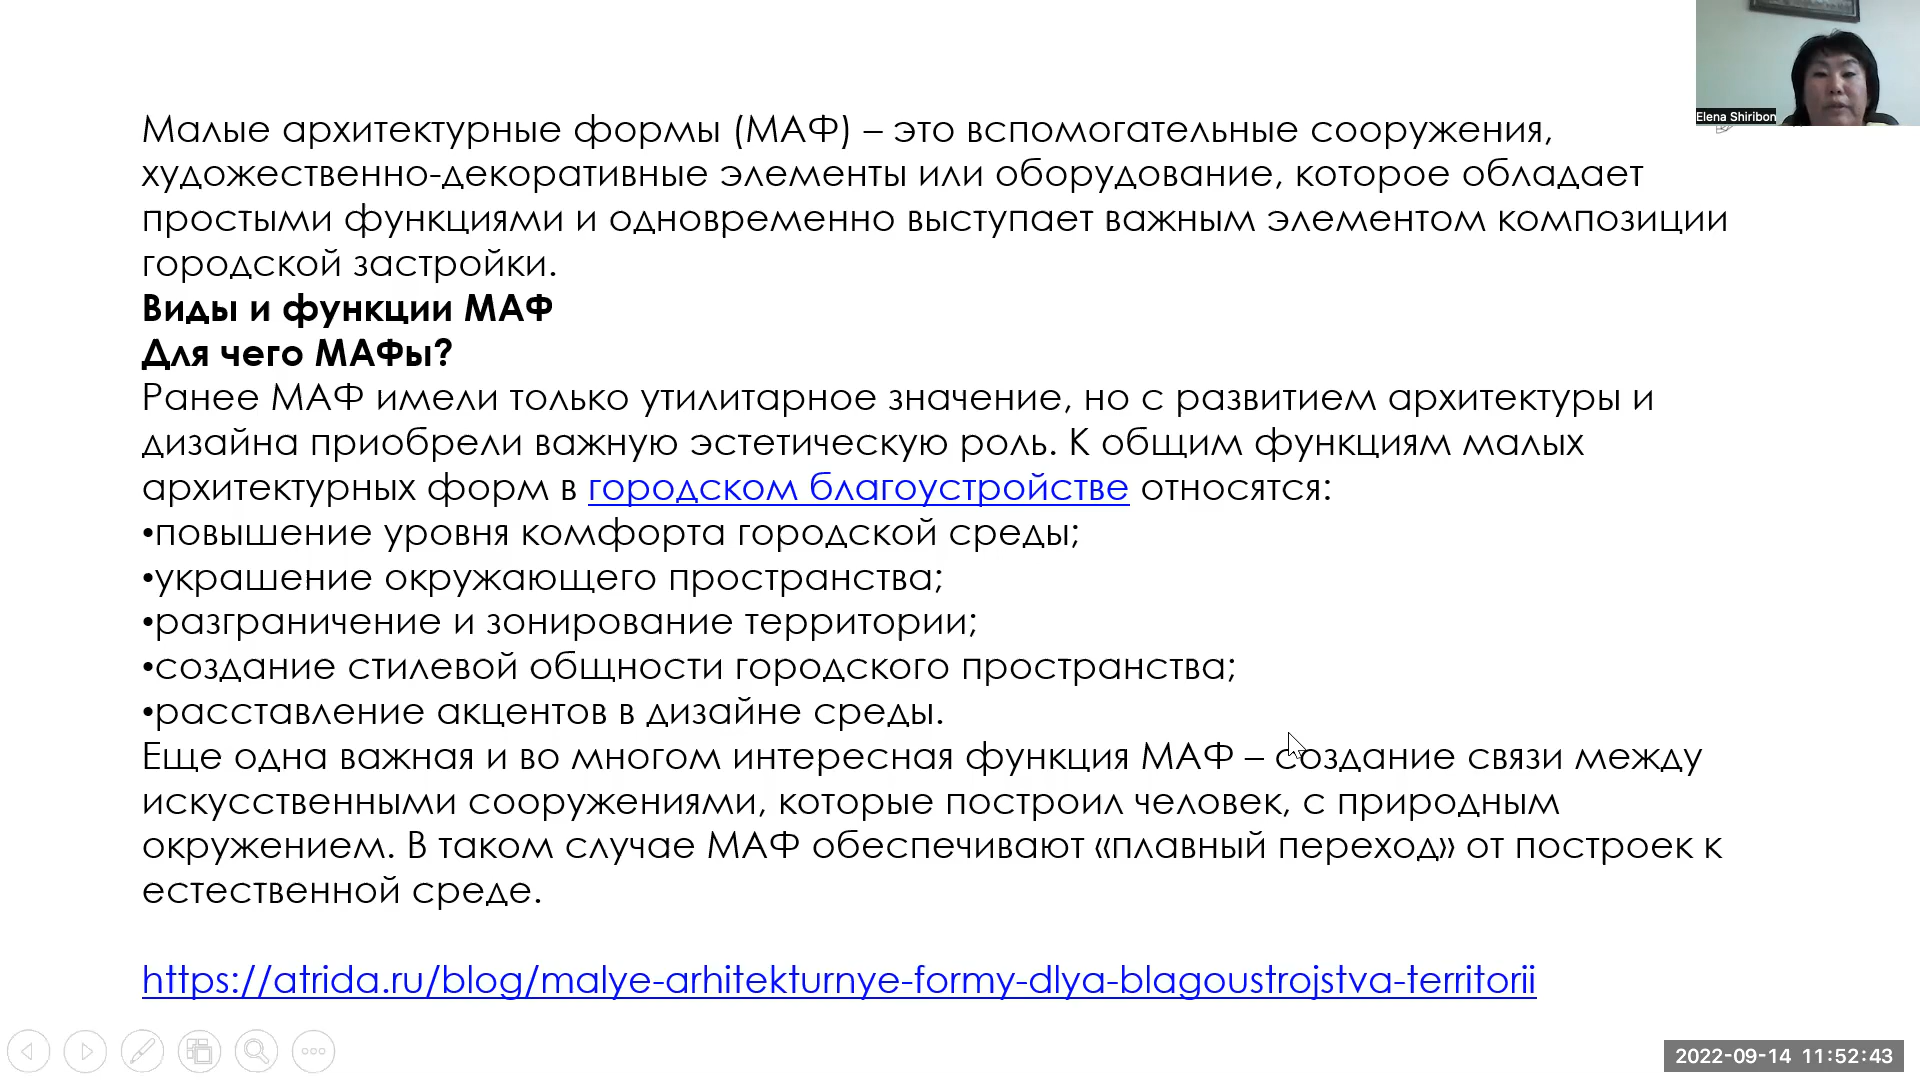 Elena Shiribon
Малые архитектурные формы (МАФ) – это вспомогательные сооружения,
художественно-декоративные элементы или оборудование, которое обладает
простыми функциями и одновременно выступает важным элементом композиции
городской застройки.
Виды и функции МАФ
Для чего МАФы?
Ранее МАФ имели только утилитарное значение, но с развитием архитектуры и
дизайна приобрели важную эстетическую роль. К общим функциям малых
архитектурных форм в городском благоустройстве относятся:
•повышение уровня комфорта городской среды;
•украшение окружающего пространства;
•разграничение и зонирование территории;
•создание стилевой общности городского пространства;
•расставление акцентов в дизайне среды.
Еще одна важная и во многом интересная функция МАФ – создание связи между
искусственными сооружениями, которые построил человек, с природным
окружением. В таком случае МАФ обеспечивают «плавный переход» от построек к
естественной среде.
https://atrida.ru/blog/malye-arhitekturnye-formy-dlya-blagoustrojstva-territorii
2022-09-14 11:52:43